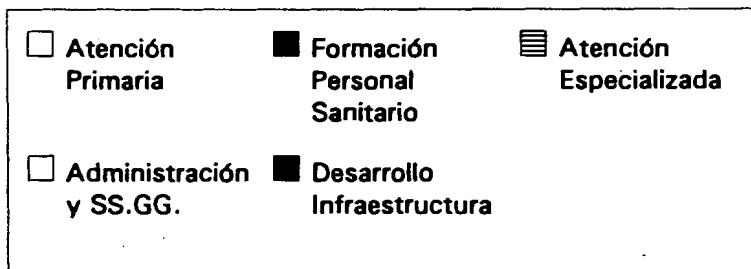 Atención
Primaria
Formación
Personal
Sanitario
Atención
Especializada
Administración
y SS.GG.
Desarrollo
Infraestructura